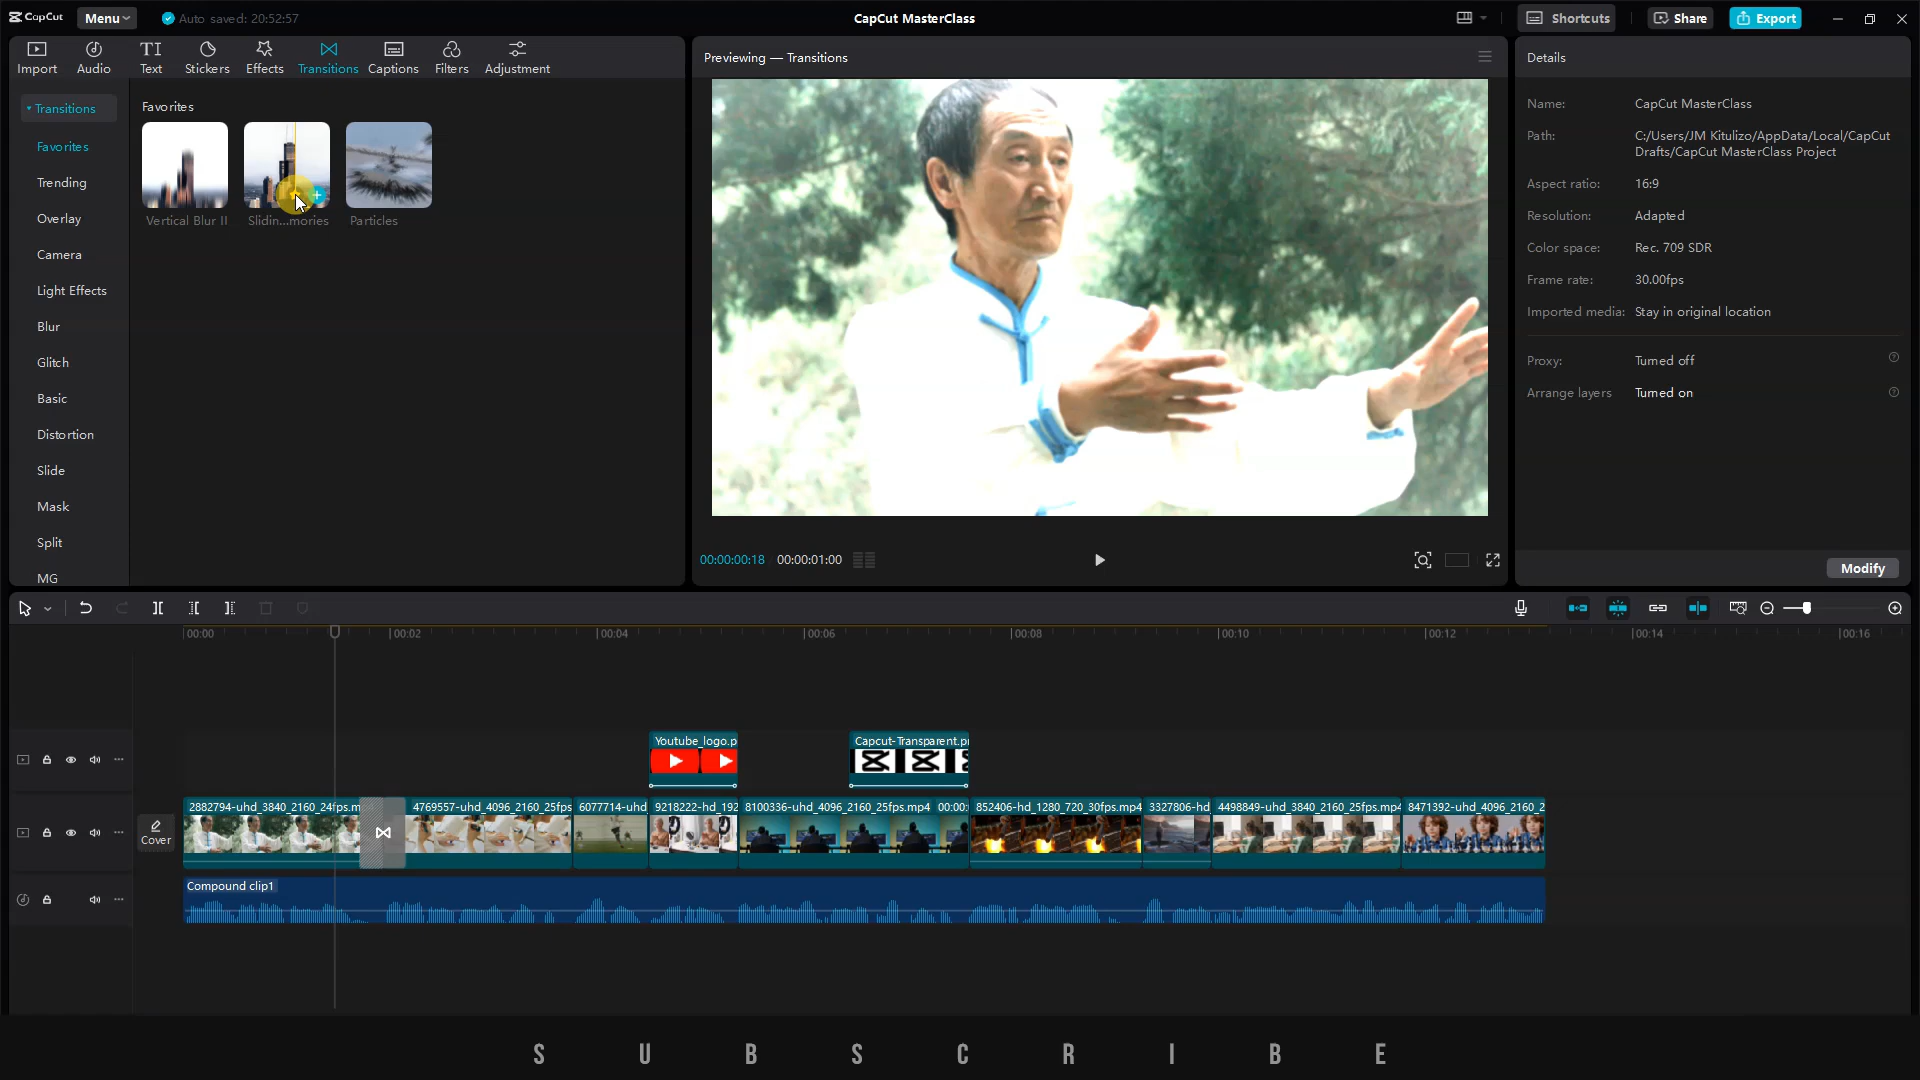 CapCut
Menu
Auto saved: 20:52:57
CapCut MasterClass
Shortcuts
Share
Export
Import
Audio
Text
Stickers
Effects
Transitions
Captions
Filters
Adjustment
Transitions
Favorites
Trending
Overlay
Camera
Light Effects
Blur
Glitch
Basic
Distortion
Slide
Mask
Split
MG
Favorites
Vertical Blur II
Slidin...mories
Particles
Previewing — Transitions
00:00:00:18 00:00:01:00
Details
Name: CapCut MasterClass
Path: C:/Users/JM Kitulizo/AppData/Local/CapCut
Drafts/CapCut MasterClass Project
Aspect ratio: 16:9
Resolution: Adapted
Color space: Rec. 709 SDR
Frame rate: 30.00fps
Imported media: Stay in original location
Proxy: Turned off
Arrange layers Turned on
Modify
00:00 00:02 00:04 00:06 00:08 00:10 00:12 00:14 00:16
Youtube_logo.p
Capcut-Transparent.pr
Cover
2882794-uhd_3840_2160_24fps.m
4769557-uhd_4096_2160_25fps
6077714-uhd
9218222-hd_192
8100336-uhd_4096_2160_25fps.mp4 00:00:
852406-hd_1280_720_30fps.mp4
3327806-hd
4498849-uhd_3840_2160_25fps.mp4
8471392-uhd_4096_2160_2
Compound clip1
SUBSCRIBE